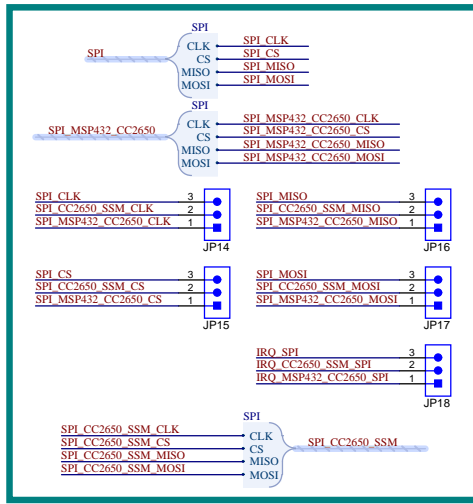 SPI
SPI CLK SPI_CLK
CS SPI_CS
MISO SPI_MISO
MOSI SPI_MOSI
SPI
SPI_MSP432_CC2650 CLK SPI_MSP432_CC2650_CLK
CS SPI_MSP432_CC2650_CS
MISO SPI_MSP432_CC2650_MISO
MOSI SPI_MSP432_CC2650_MOSI
SPI_CLK 3
SPI_CC2650_SSM_CLK 2
SPI_MSP432_CC2650_CLK 1
JP14
SPI_MISO 3
SPI_CC2650_SSM_MISO 2
SPI_MSP432_CC2650_MISO 1
JP16
SPI_CS 3
SPI_CC2650_SSM_CS 2
SPI_MSP432_CC2650_CS 1
JP15
SPI_MOSI 3
SPI_CC2650_SSM_MOSI 2
SPI_MSP432_CC2650_MOSI 1
JP17
IRQ_SPI 3
IRQ_CC2650_SSM_SPI 2
IRQ_MSP432_CC2650_SPI 1
JP18
SPI
SPI_CC2650_SSM_CLK CLK
SPI_CC2650_SSM_CS CS SPI_CC2650_SSM
SPI_CC2650_SSM_MISO MISO
SPI_CC2650_SSM_MOSI MOSI